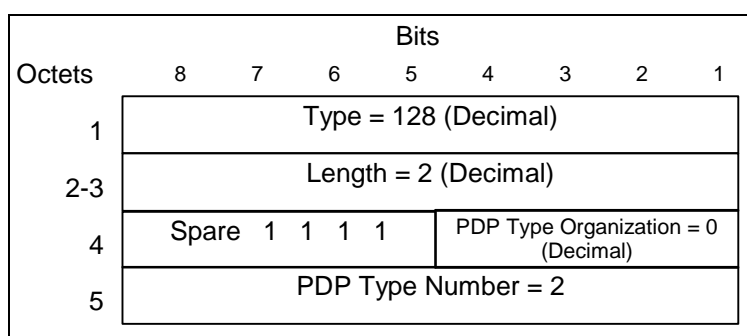 Bits
Octets 8 7 6 5 4 3 2 1
1 Type = 128 (Decimal)
2-3 Length = 2 (Decimal)
4 Spare 1 1 1 1 PDP Type Organization = 0
(Decimal)
5 PDP Type Number = 2